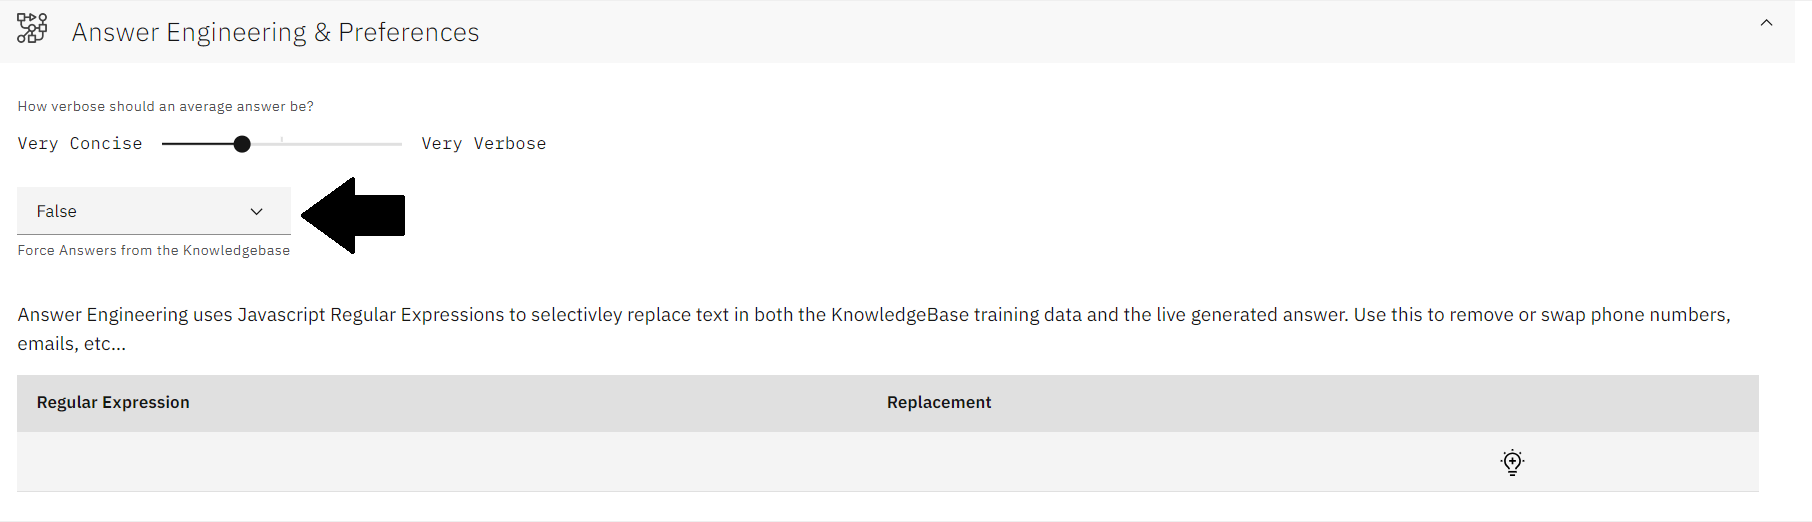 Answer Engineering & Preferences
How verbose should an average answer be?
Very Concise Very Verbose
False
Force Answers from the Knowledgebase
Answer Engineering uses Javascript Regular Expressions to selectivley replace text in both the KnowledgeBase training data and the live generated answer. Use this to remove or swap phone numbers,
emails, etc...
Regular Expression Replacement